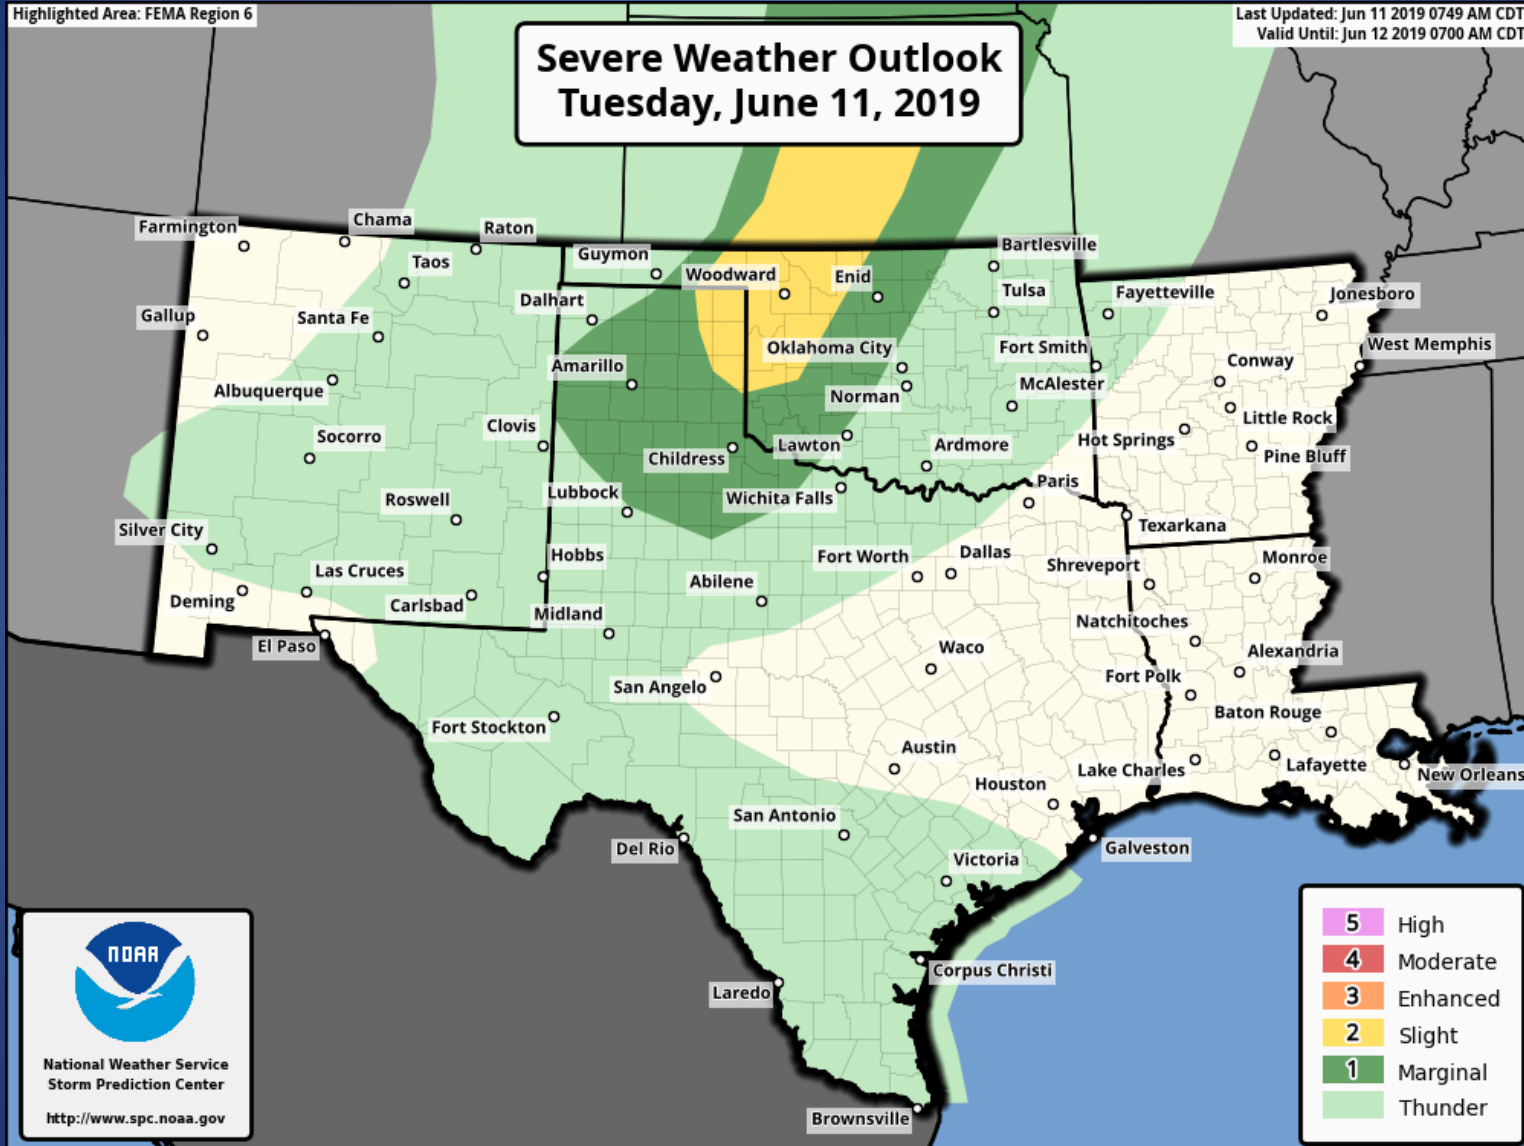 Highlighted Area: FEMA Region 6
Last Updated: Jun 11 2019 0749 AM CDT
Valid Until: Jun 12 2019 0700 AM CDT
Severe Weather Outlook
Tuesday, June 11, 2019
Farmington
Chama
Raton
Taos
Guymon
Woodward
Enid
Bartlesville
Tulsa
Fayetteville
Jonesboro
Gallup
Santa Fe
Dalhart
Oklahoma City
Fort Smith
West Memphis
Albuquerque
Amarillo
Norman
McAlester
Conway
Little Rock
Socorro
Clovis
Childress
Lawton
Ardmore
Hot Springs
Pine Bluff
Roswell
Lubbock
Wichita Falls
Paris
Texarkana
Silver City
Las Cruces
Hobbs
Abilene
Fort Worth
Dallas
Shreveport
Monroe
Deming
Carlsbad
Midland
Natchitoches
El Paso
San Angelo
Waco
Fort Polk
Alexandria
Fort Stockton
Austin
Baton Rouge
Houston
Lake Charles
Lafayette
New Orleans
Del Rio
San Antonio
Victoria
Galveston
Laredo
Corpus Christi
Brownsville
NOAA
National Weather Service
Storm Prediction Center
http://www.spc.noaa.gov
5 High
4 Moderate
3 Enhanced
2 Slight
1 Marginal
Thunder